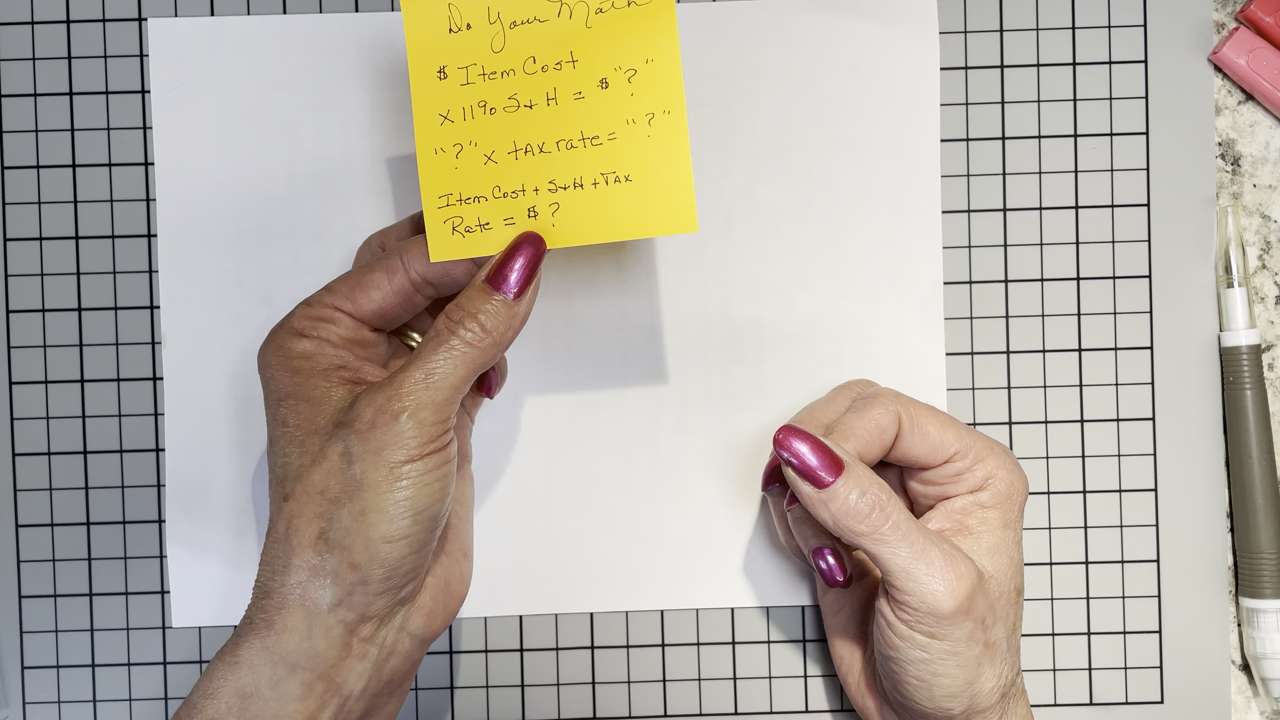 Do Your Math
$ Item Cost
x 11% S+H = $ "?"
"?" x TAX rate = "?"
Item Cost + S+H + TAX
Rate = $ ?